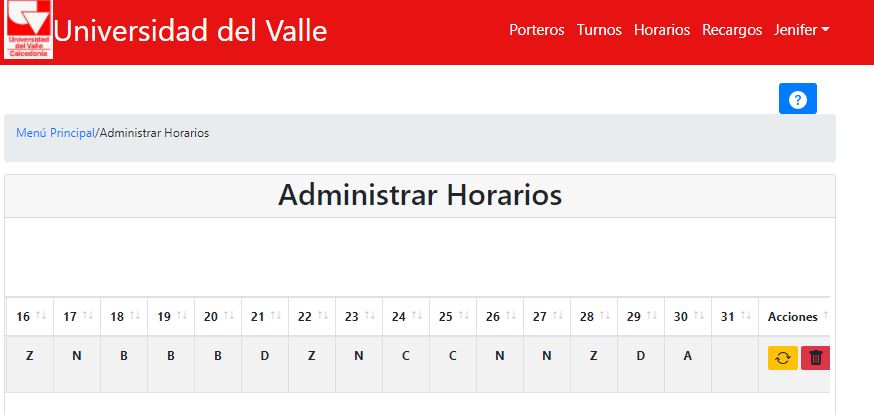 Universidad del Valle Caicedonia
Universidad del Valle
Porteros Turnos Horarios Recargos Jenifer
?
Menú Principal/Administrar Horarios
Administrar Horarios
16 17 18 19 20 21 22 23 24 25 26 27 28 29 30 31 Acciones
Z N B B B D Z N C C N N Z D A